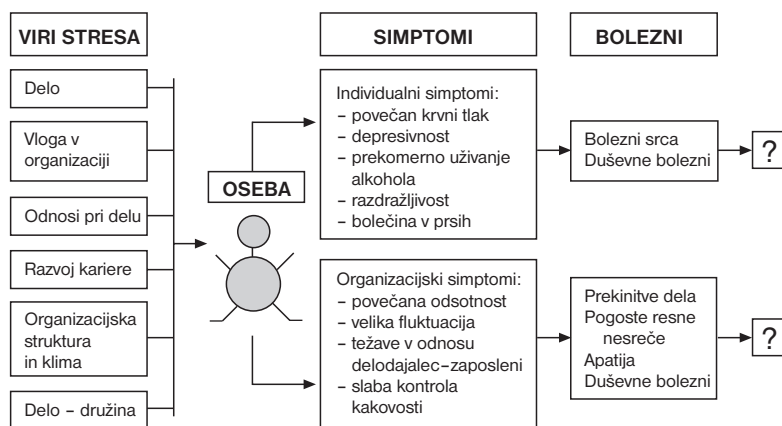 VIRI STRESA
Delo
Vloga v
organizaciji
Odnosi pri delu
Razvoj kariere
Organizacijska
struktura
in klima
Delo – družina
OSEBA
SIMPTOMI
Individualni simptomi:
– povečan krvni tlak
– depresivnost
– prekomerno uživanje
alkohola
– razdražljivost
– bolečina v prsih
Organizacijski simptomi:
– povečana odsotnost
– velika fluktuacija
– težave v odnosu
delodajalec–zaposleni
– slaba kontrola
kakovosti
BOLEZNI
Bolezni srca
Duševne bolezni
?
Prekinitve dela
Pogoste resne
nesreče
Apatija
Duševne bolezni
?